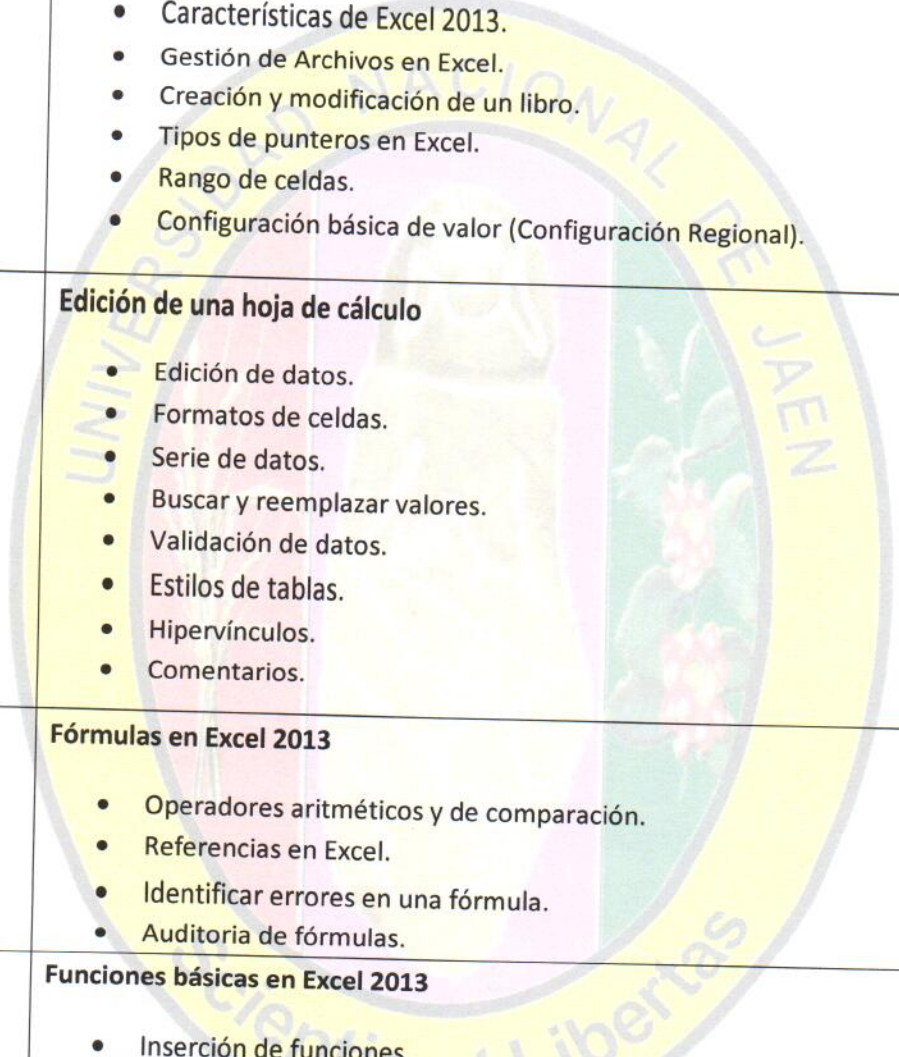 • Características de Excel 2013.
• Gestión de Archivos en Excel.
• Creación y modificación de un libro.
• Tipos de punteros en Excel.
• Rango de celdas.
• Configuración básica de valor (Configuración Regional).
Edición de una hoja de cálculo
• Edición de datos.
• Formatos de celdas.
• Serie de datos.
• Buscar y reemplazar valores.
• Validación de datos.
• Estilos de tablas.
• Hipervínculos.
• Comentarios.
Fórmulas en Excel 2013
• Operadores aritméticos y de comparación.
• Referencias en Excel.
• Identificar errores en una fórmula.
• Auditoria de fórmulas.
Funciones básicas en Excel 2013
• Inserción de funciones
UNIVERSIDAD NACIONAL DE JAEN